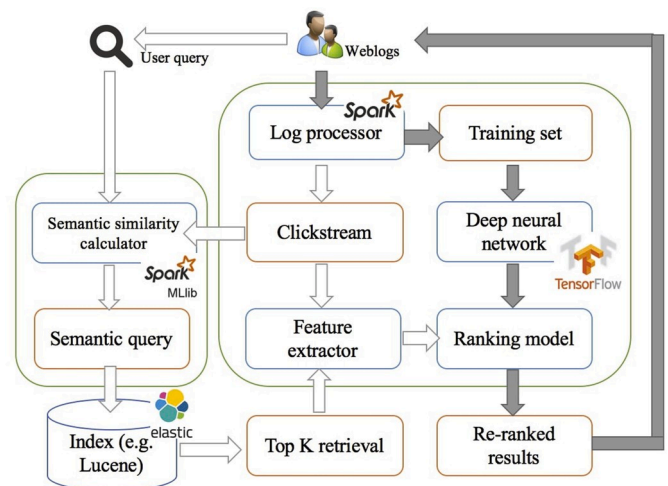 User query
Weblogs
Spark
Log processor
Training set
Semantic similarity
calculator
Spark
MLlib
Clickstream
Deep neural
network
TensorFlow
Semantic query
Feature
extractor
Ranking model
elastic
Index (e.g.
Lucene)
Top K retrieval
Re-ranked
results